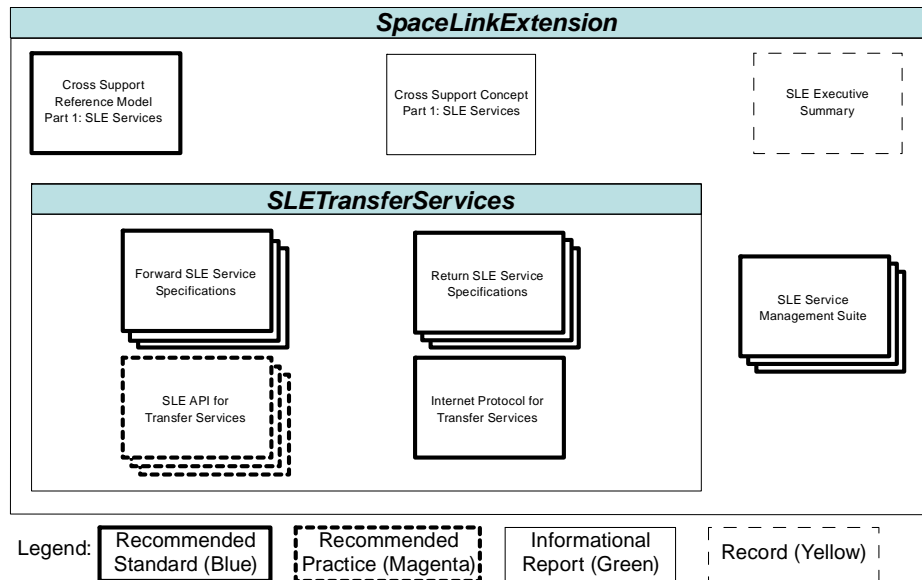 SpaceLinkExtension
Cross Support
Reference Model
Part 1: SLE Services
Cross Support Concept
Part 1: SLE Services
SLE Executive
Summary
SLETransferServices
Forward SLE Service
Specifications
Return SLE Service
Specifications
SLE Service
Management Suite
SLE API for
Transfer Services
Internet Protocol for
Transfer Services
Legend:
Recommended
Standard (Blue)
Recommended
Practice (Magenta)
Informational
Report (Green)
Record (Yellow)